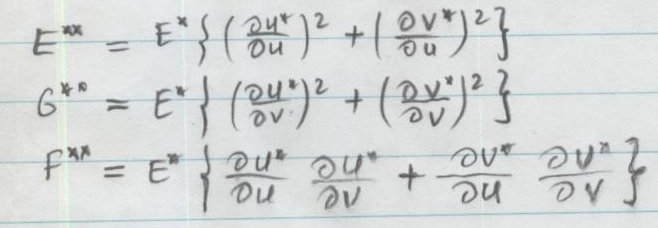 E** = E* { (∂u*/∂u)² + (∂v*/∂u)² }
G** = E* { (∂u*/∂v)² + (∂v*/∂v)² }
F** = E* { ∂u*/∂u ∂u*/∂v + ∂v*/∂u ∂v*/∂v }